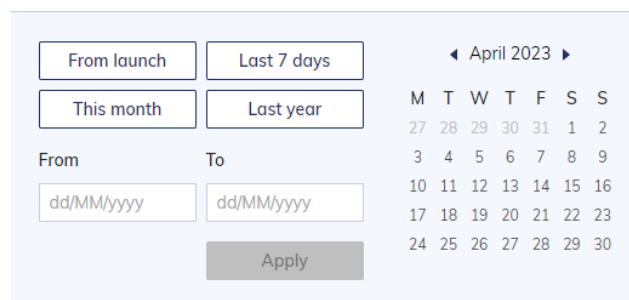 From launch Last 7 days
This month Last year
From To
dd/MM/yyyy dd/MM/yyyy
Apply
April 2023
M T W T F S S
27 28 29 30 31 1 2
3 4 5 6 7 8 9
10 11 12 13 14 15 16
17 18 19 20 21 22 23
24 25 26 27 28 29 30